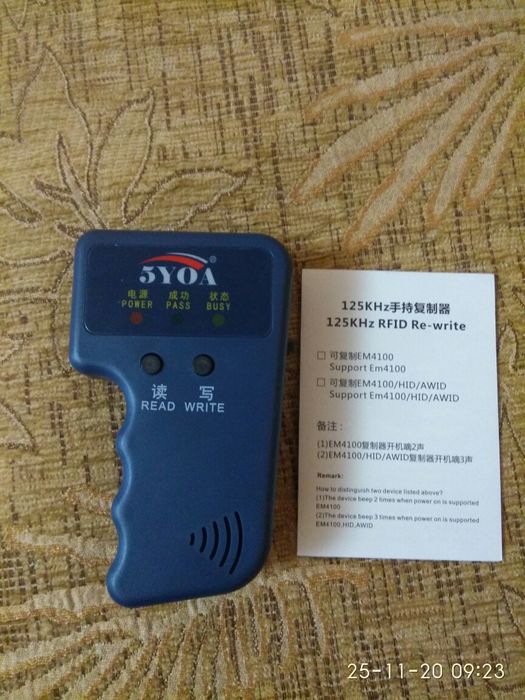 5YOA®
电源 成功 状态
POWER PASS BUSY
读 写
READ WRITE
125KHz手持复制器
125KHz RFID Re-write
□ 可复制EM4100
Support Em4100
□ 可复制EM4100/HID/AWID
Support Em4100/HID/AWID
备注：
(1)EM4100复制器开机嘀2声
(2)EM4100/HID/AWID复制器开机嘀3声
Remark:
How to distinguish two device listed above?
(1)The device beep 2 times when power on is supported
EM4100
(2)The device beep 3 times when power on is supported
EM4100,HID,AWID
25-11-20 09:23